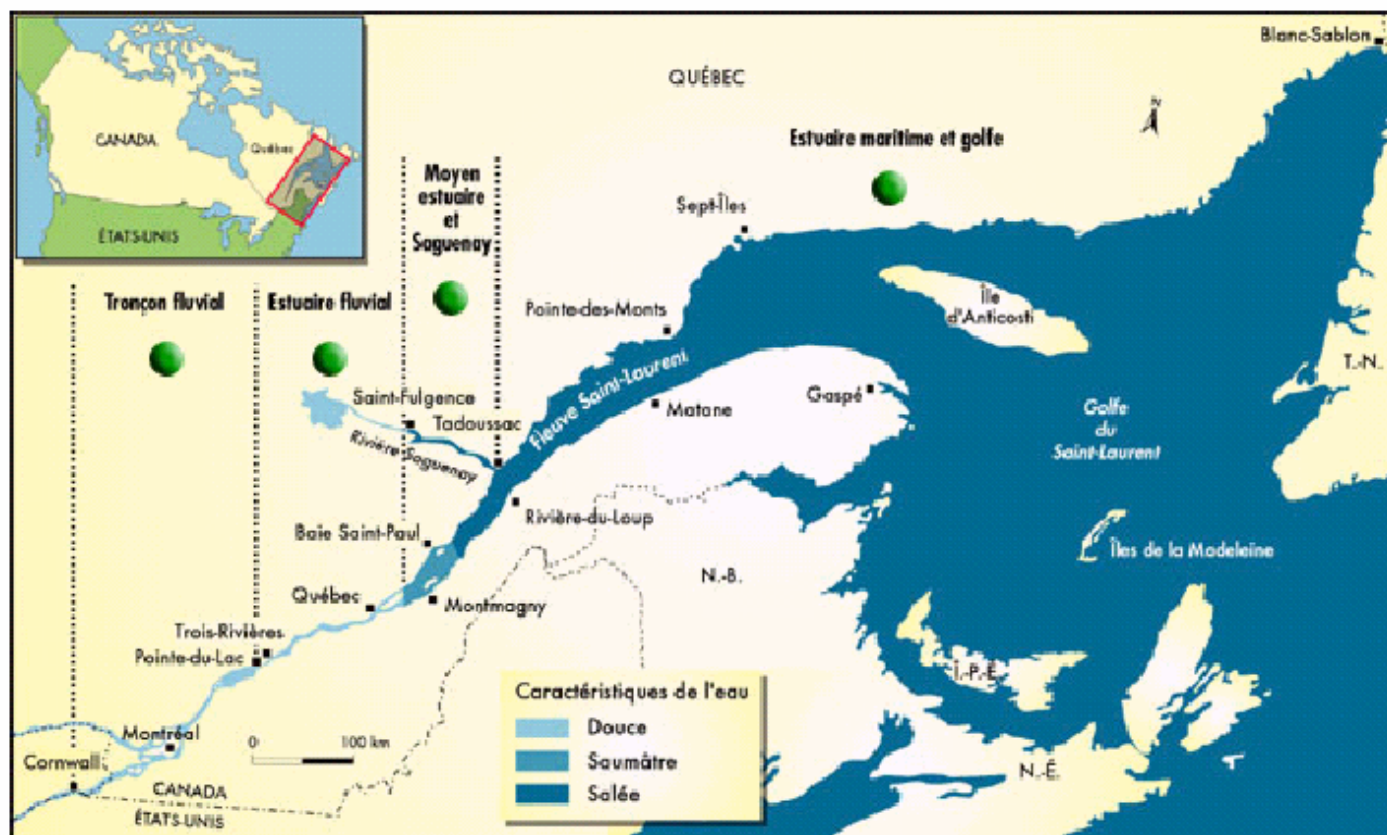 CANADA
Québec
ÉTATS-UNIS
Blanc-Sablon
QUÉBEC
N
Moyen
estuaire
et
Saguenay
Estuaire maritime et golfe
Sept-Îles
Tronçon fluvial
Estuaire fluvial
Pointe-des-Monts
Île
d'Anticosti
T.-N.
Saint-Fulgence
Tadoussac
Rivière Saguenay
Fleuve Saint-Laurent
Matane
Gaspé
Golfe
du
Saint-Laurent
Rivière-du-Loup
Baie Saint-Paul
Îles de la Madeleine
N.-B.
Québec
Montmagny
Trois-Rivières
Pointe-du-Lac
Î.-P.-É.
Montréal
Cornwall
0 100 km
CANADA
ÉTATS-UNIS
Caractéristiques de l'eau
Douce
Saumâtre
Salée
N.-É.